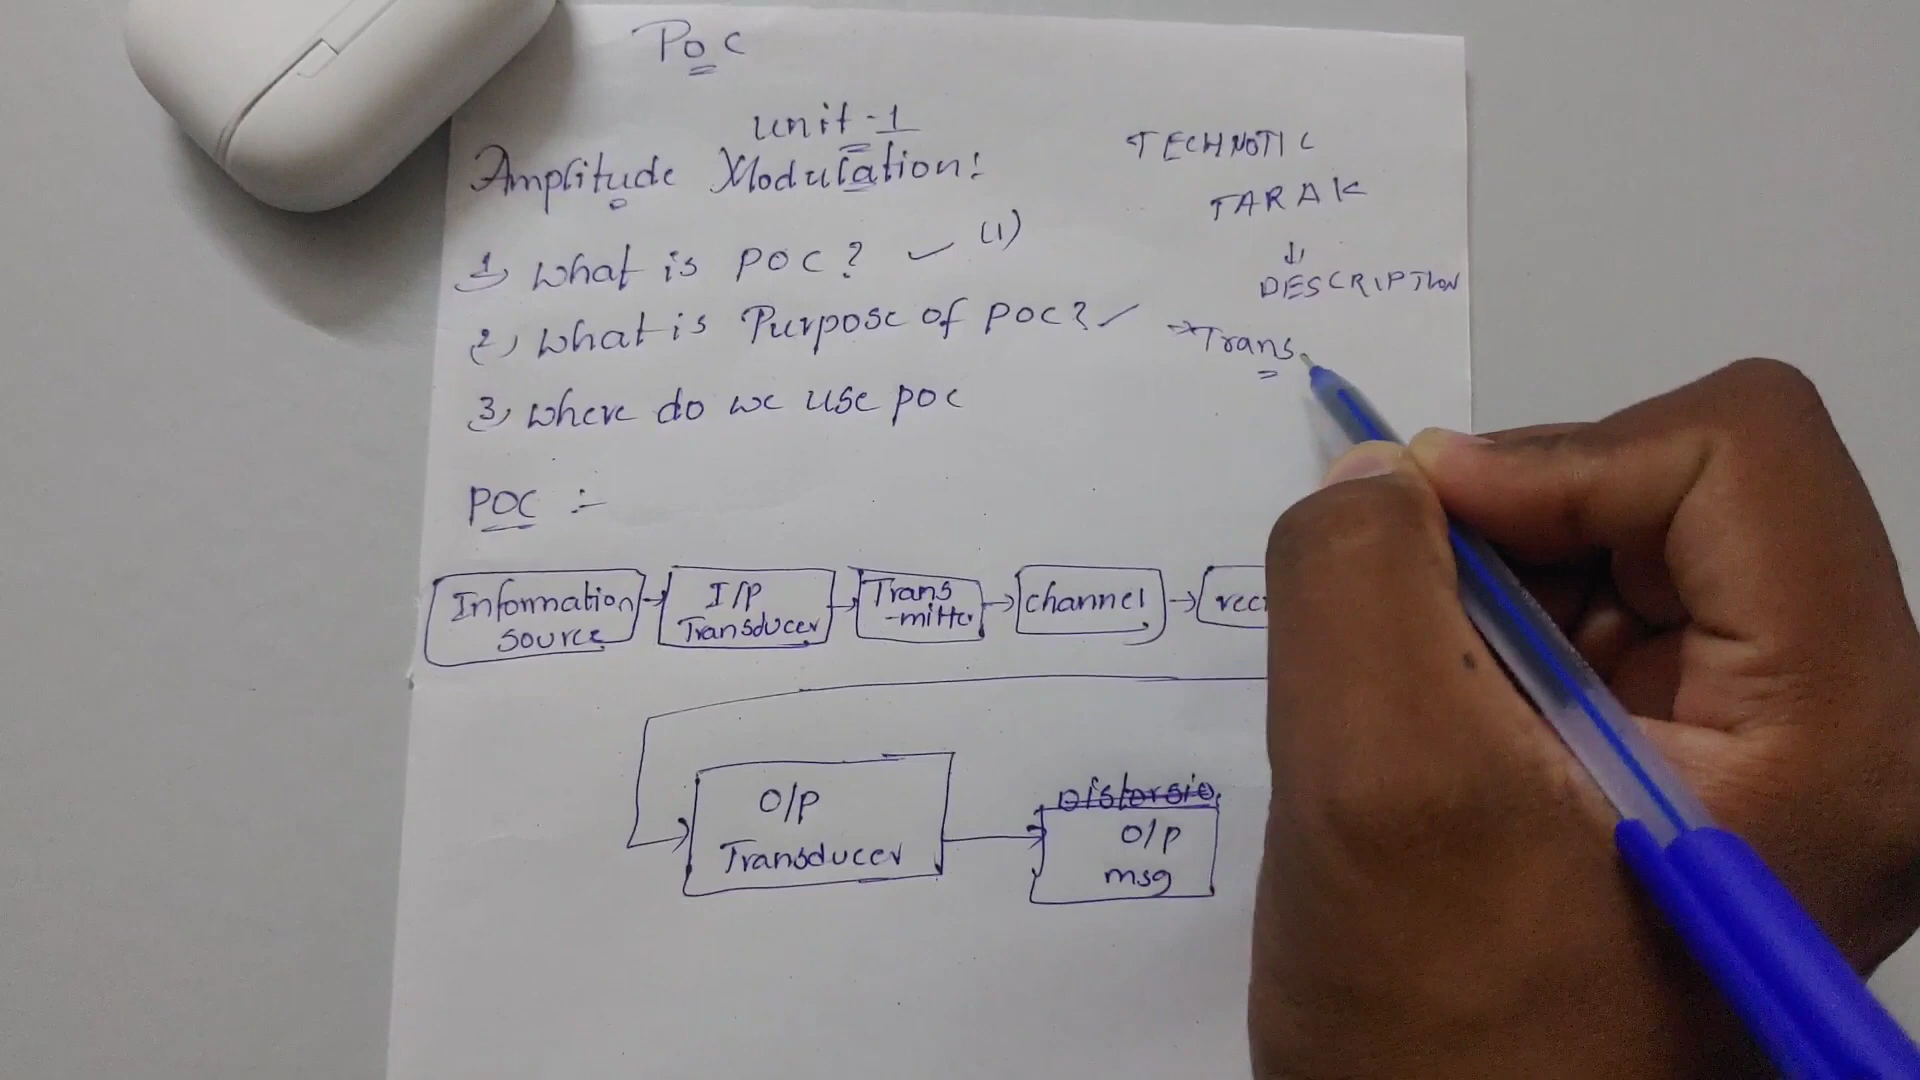 POC
unit-1
Amplitude Modulation:
1) What is POC? (1)
2) What is Purpose of POC?
3) Where do we use POC
TECHNOTIC
TARAK
DESCRIPTION
Trans
POC :-
Information
source
I/P
Transducer
Trans
-mitter
channel
O/P
Transducer
Distorsio
O/P
msg